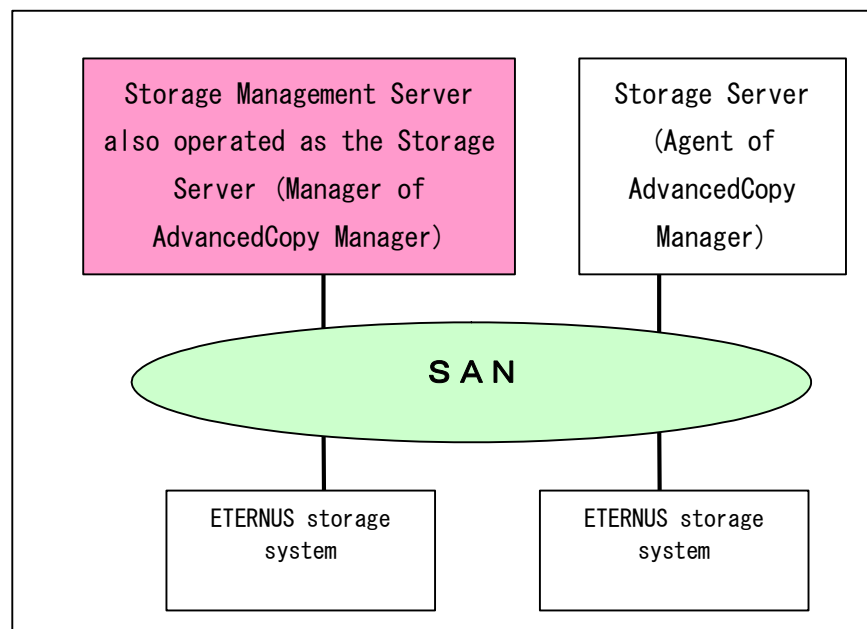 Storage Management Server
also operated as the Storage
Server (Manager of
AdvancedCopy Manager)
Storage Server
(Agent of
AdvancedCopy
Manager)
SAN
ETERNUS storage
system
ETERNUS storage
system